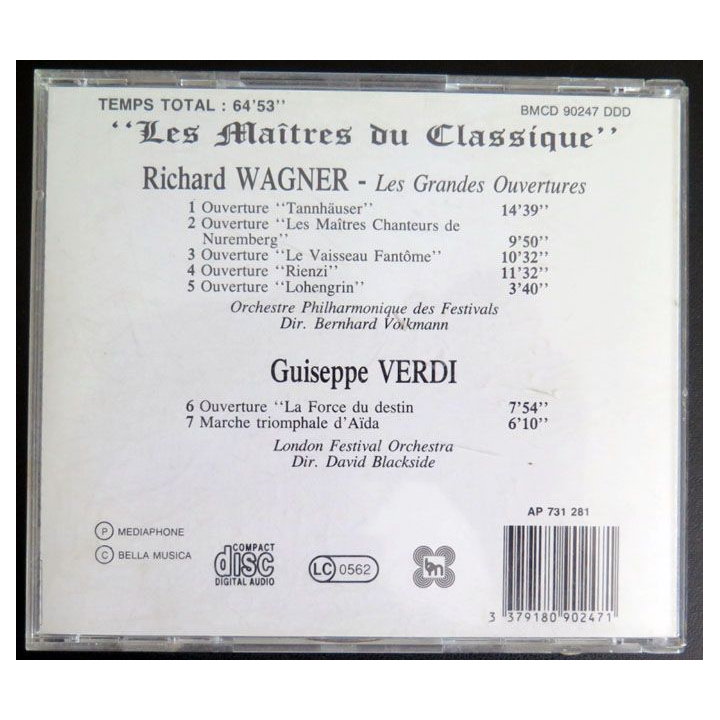 TEMPS TOTAL : 64'53'' BMCD 90247 DDD
''Les Maîtres du Classique''
Richard WAGNER - Les Grandes Ouvertures
1 Ouverture ''Tannhäuser'' 14'39''
2 Ouverture ''Les Maîtres Chanteurs de
Nuremberg'' 9'50''
3 Ouverture ''Le Vaisseau Fantôme'' 10'32''
4 Ouverture ''Rienzi'' 11'32''
5 Ouverture ''Lohengrin'' 3'40''
Orchestre Philharmonique des Festivals
Dir. Bernhard Volkmann
Guiseppe VERDI
6 Ouverture ''La Force du destin 7'54''
7 Marche triomphale d'Aïda 6'10''
London Festival Orchestra
Dir. David Blackside
AP 731 281
P MEDIAPHONE
C BELLA MUSICA
COMPACT
disc
DIGITAL AUDIO
LC 0562
bm
3 379180 902471